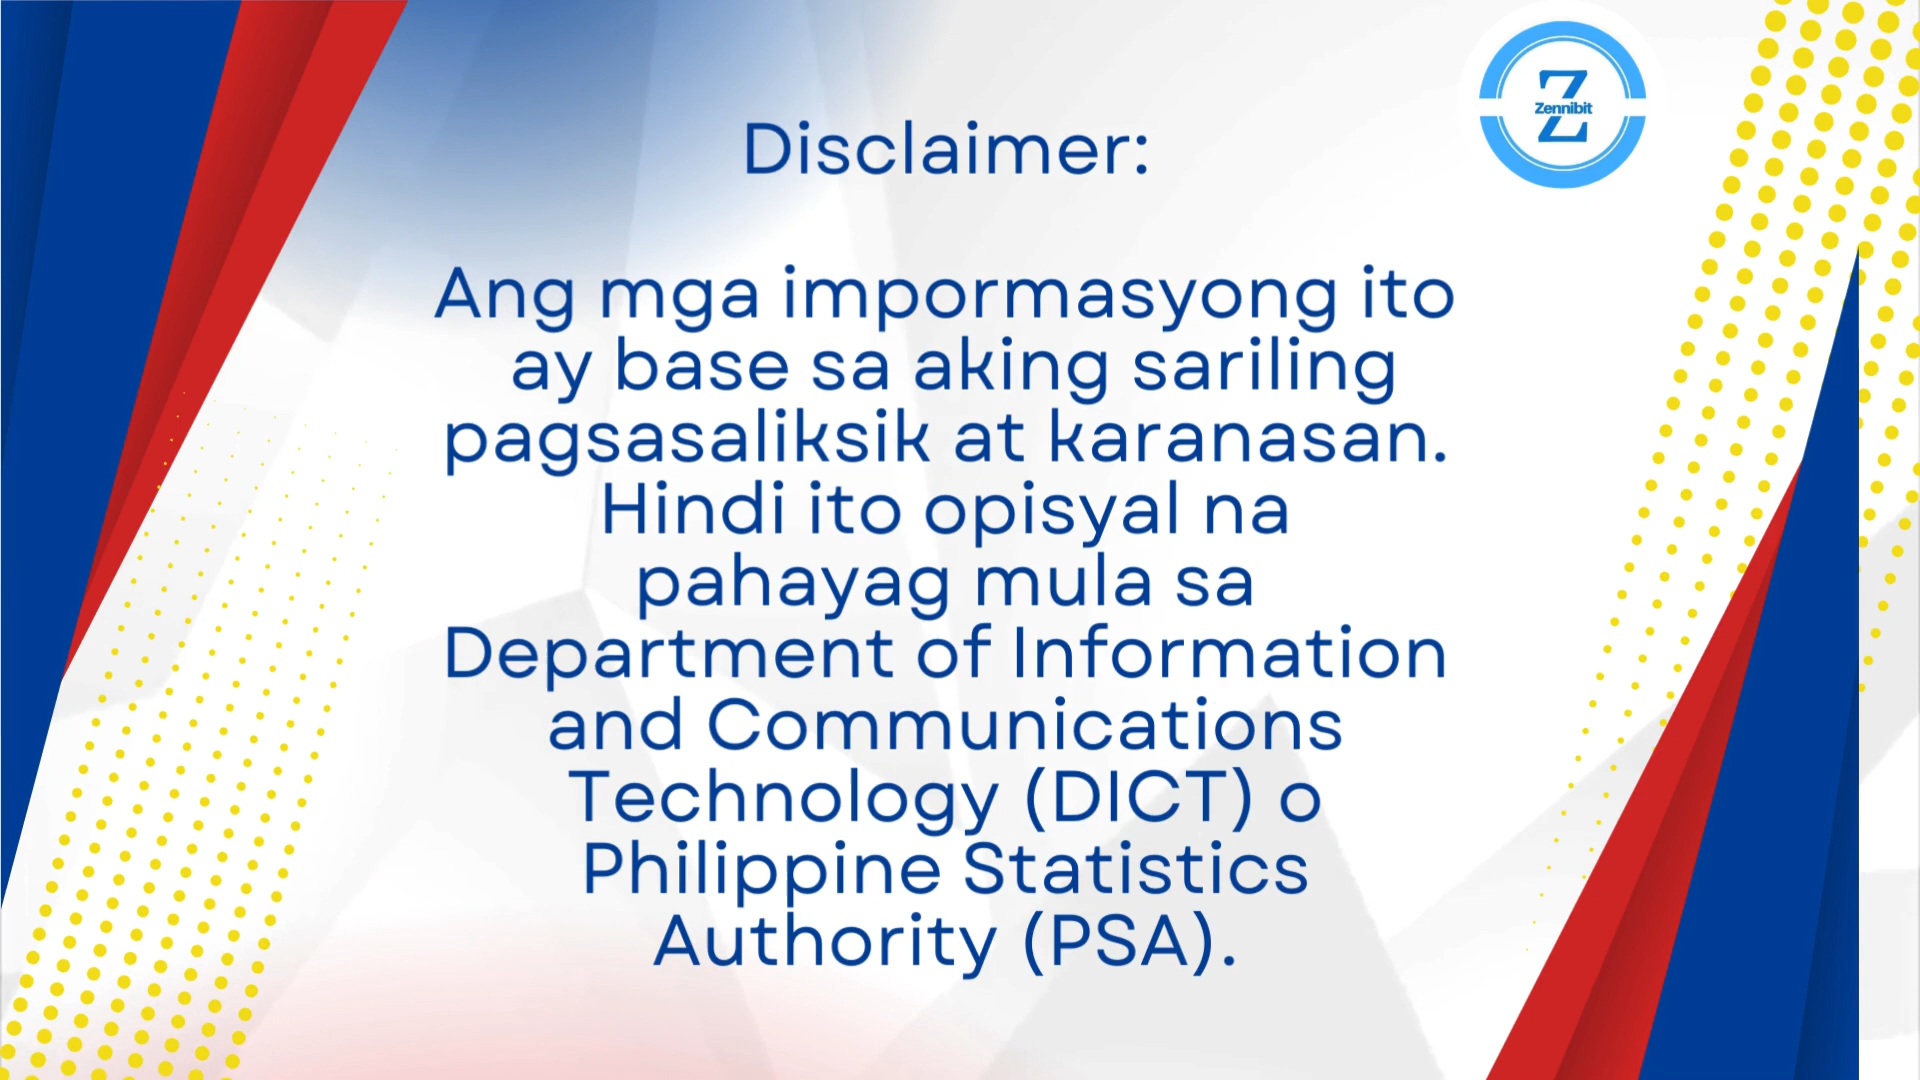 Z
Zennibit
Disclaimer:
Ang mga impormasyong ito
ay base sa aking sariling
pagsasaliksik at karanasan.
Hindi ito opisyal na
pahayag mula sa
Department of Information
and Communications
Technology (DICT) o
Philippine Statistics
Authority (PSA).